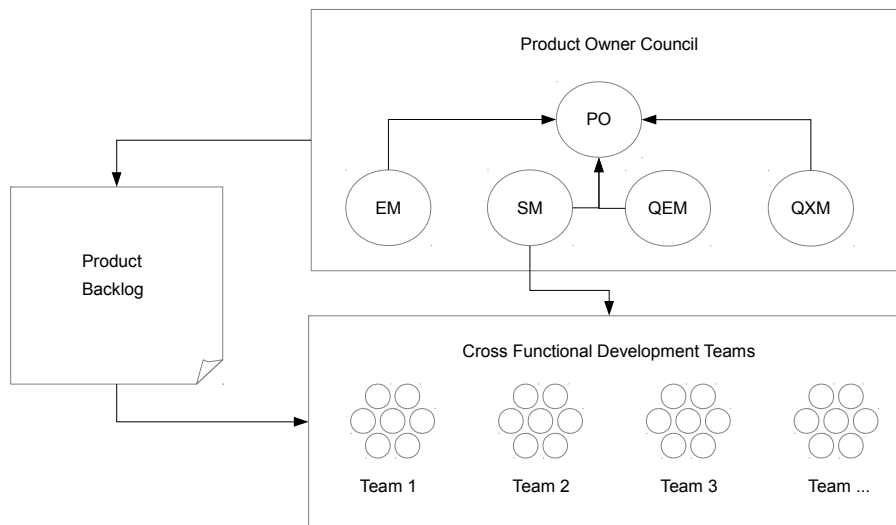 Product Owner Council
PO
EM
SM
QEM
QXM
Product
Backlog
Cross Functional Development Teams
Team 1
Team 2
Team 3
Team ...